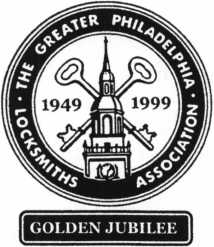 · THE GREATER PHILADELPHIA ·
LOCKSMITHS ASSOCIATION
1949 1999
GOLDEN JUBILEE